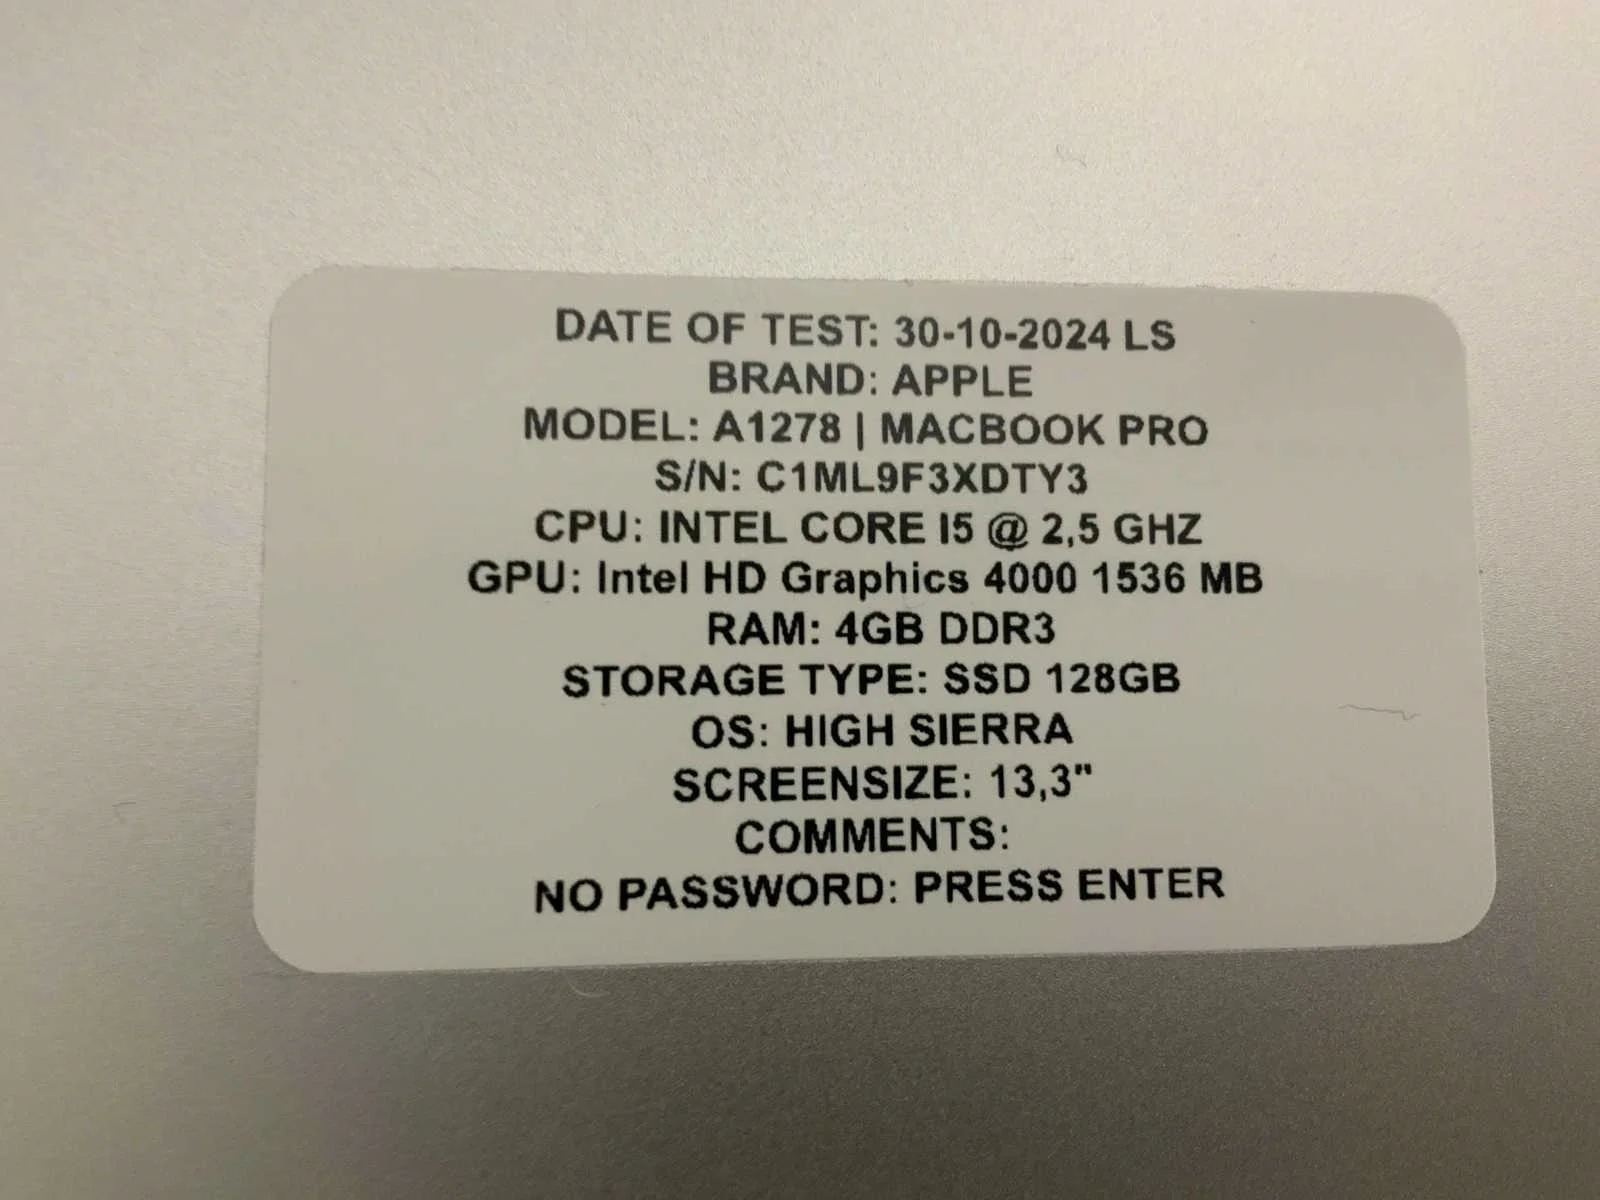 DATE OF TEST: 30-10-2024 LS
BRAND: APPLE
MODEL: A1278 | MACBOOK PRO
S/N: C1ML9F3XDTY3
CPU: INTEL CORE I5 @ 2,5 GHZ
GPU: Intel HD Graphics 4000 1536 MB
RAM: 4GB DDR3
STORAGE TYPE: SSD 128GB
OS: HIGH SIERRA
SCREENSIZE: 13,3"
COMMENTS:
NO PASSWORD: PRESS ENTER